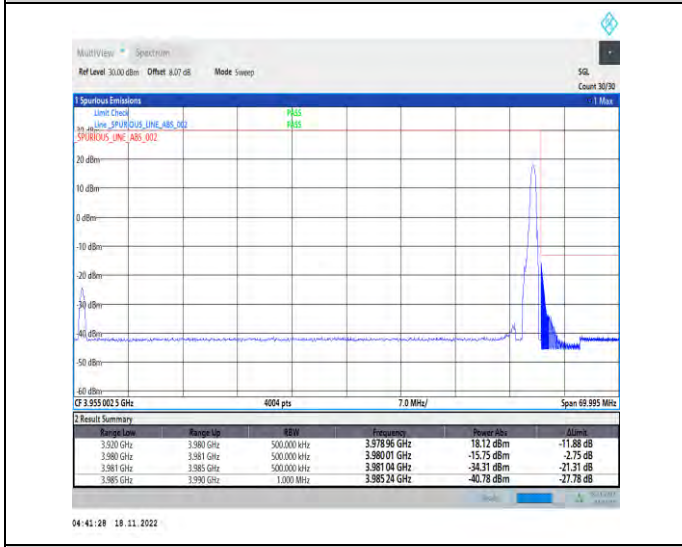 MultiView Spectrum
Ref Level 30.00 dBm Offset 8.07 dB Mode Sweep SGL
Count 30/30
1 Spurious Emissions 1 Max
Limit Check PASS
Line _SPURIOUS_LINE_ABS_002 PASS
30 dBm
_SPURIOUS_LINE_ABS_002
20 dBm
10 dBm
0 dBm
-10 dBm
-20 dBm
-30 dBm
-40 dBm
-50 dBm
-60 dBm
CF 3.955 002 5 GHz 4004 pts 7.0 MHz/ Span 69.995 MHz
2 Result Summary
Range Low Range Up RBW Frequency Power Abs ΔLimit
3.920 GHz 3.980 GHz 500.000 kHz 3.978 96 GHz 18.12 dBm -11.88 dB
3.980 GHz 3.981 GHz 500.000 kHz 3.980 01 GHz -15.75 dBm -2.75 dB
3.981 GHz 3.985 GHz 500.000 kHz 3.981 04 GHz -34.31 dBm -21.31 dB
3.985 GHz 3.990 GHz 1.000 MHz 3.985 24 GHz -40.78 dBm -27.78 dB
04:41:28 18.11.2022